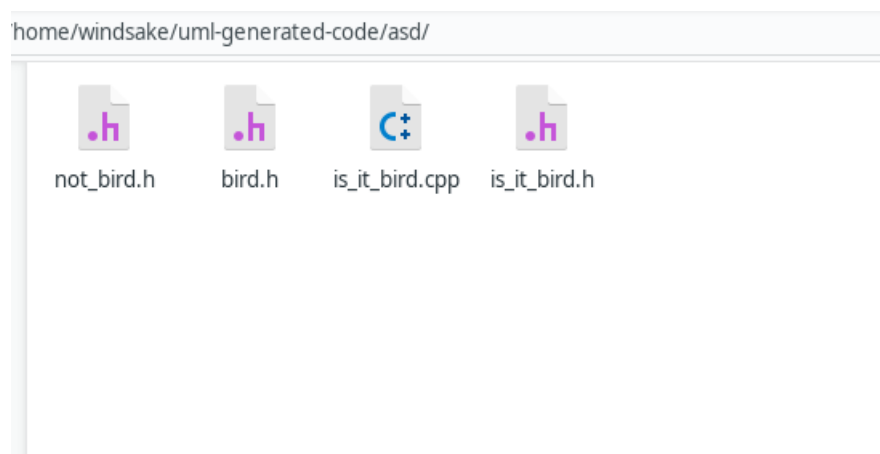 /home/windsake/uml-generated-code/asd/
.h .h C++ .h
not_bird.h bird.h is_it_bird.cpp is_it_bird.h